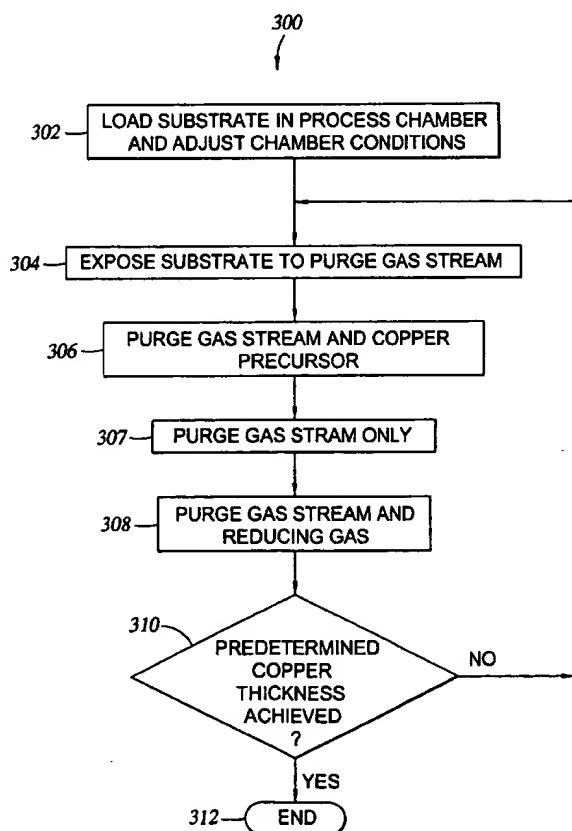 300
302
LOAD SUBSTRATE IN PROCESS CHAMBER
AND ADJUST CHAMBER CONDITIONS
304
EXPOSE SUBSTRATE TO PURGE GAS STREAM
306
PURGE GAS STREAM AND COPPER
PRECURSOR
307
PURGE GAS STRAM ONLY
308
PURGE GAS STREAM AND
REDUCING GAS
310
PREDETERMINED
COPPER
THICKNESS
ACHIEVED
?
NO
YES
312
END